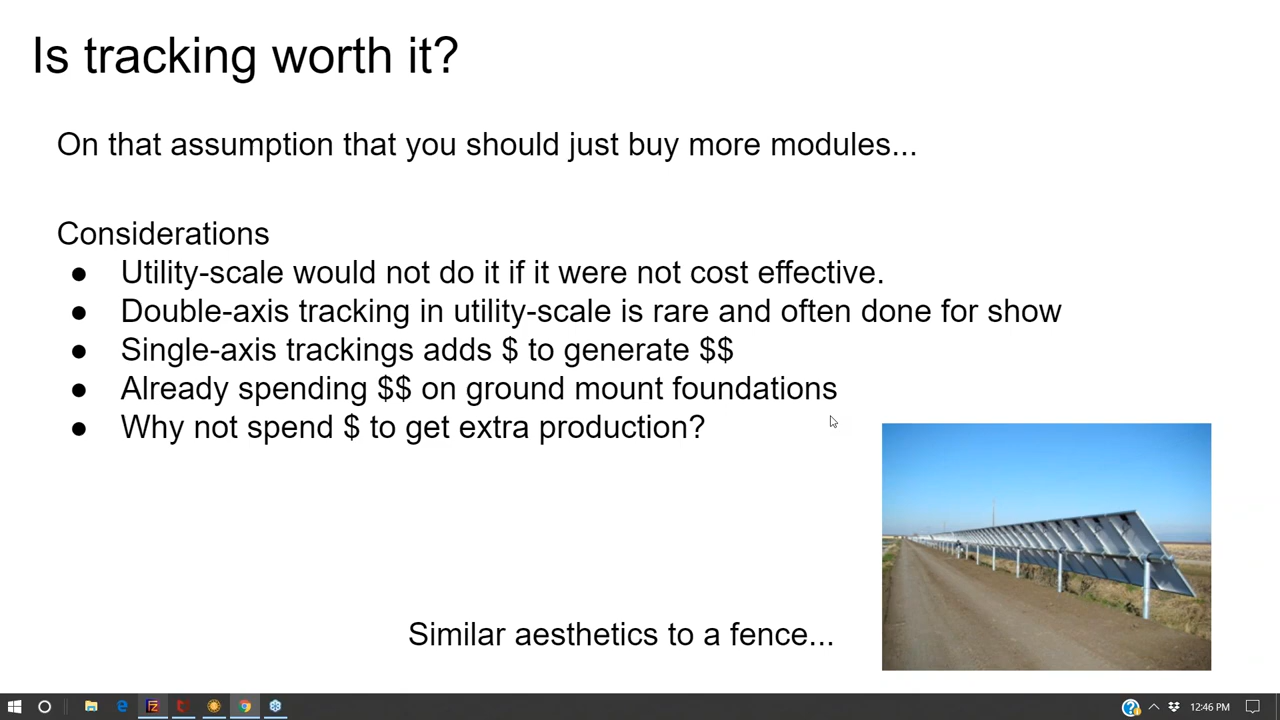 Is tracking worth it?
On that assumption that you should just buy more modules...
Considerations
● Utility-scale would not do it if it were not cost effective.
● Double-axis tracking in utility-scale is rare and often done for show
● Single-axis trackings adds $ to generate $$
● Already spending $$ on ground mount foundations
● Why not spend $ to get extra production?
Similar aesthetics to a fence...
12:46 PM